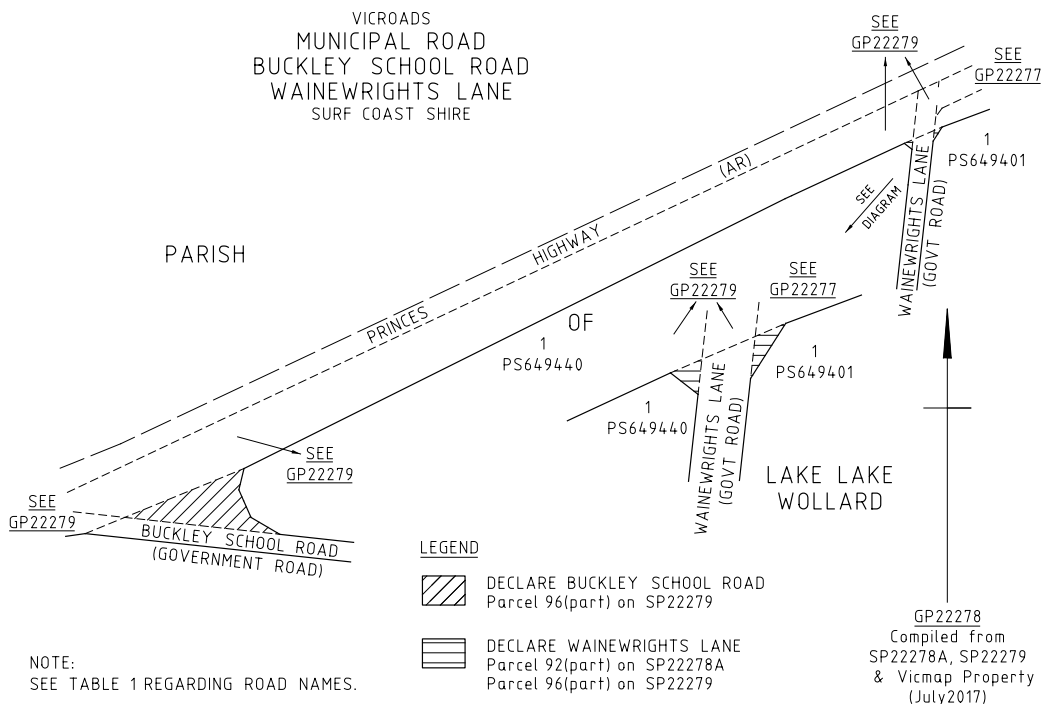 VICROADS
MUNICIPAL ROAD
BUCKLEY SCHOOL ROAD
WAINEWRIGHTS LANE
SURF COAST SHIRE
SEE
GP22279
SEE
GP22277
1
PS649401
(AR)
HIGHWAY
PRINCES
SEE
DIAGRAM
WAINEWRIGHTS LANE
(GOVT ROAD)
PARISH
OF
1
PS649440
SEE
GP22279
SEE
GP22277
1
PS649401
1
PS649440
WAINEWRIGHTS LANE
(GOVT ROAD)
LAKE LAKE
WOLLARD
SEE
GP22279
SEE
GP22279
BUCKLEY SCHOOL ROAD
(GOVERNMENT ROAD)
LEGEND
DECLARE BUCKLEY SCHOOL ROAD
Parcel 96(part) on SP22279
DECLARE WAINEWRIGHTS LANE
Parcel 92(part) on SP22278A
Parcel 96(part) on SP22279
NOTE:
SEE TABLE 1 REGARDING ROAD NAMES.
GP22278
Compiled from
SP22278A, SP22279
& Vicmap Property
(July2017)